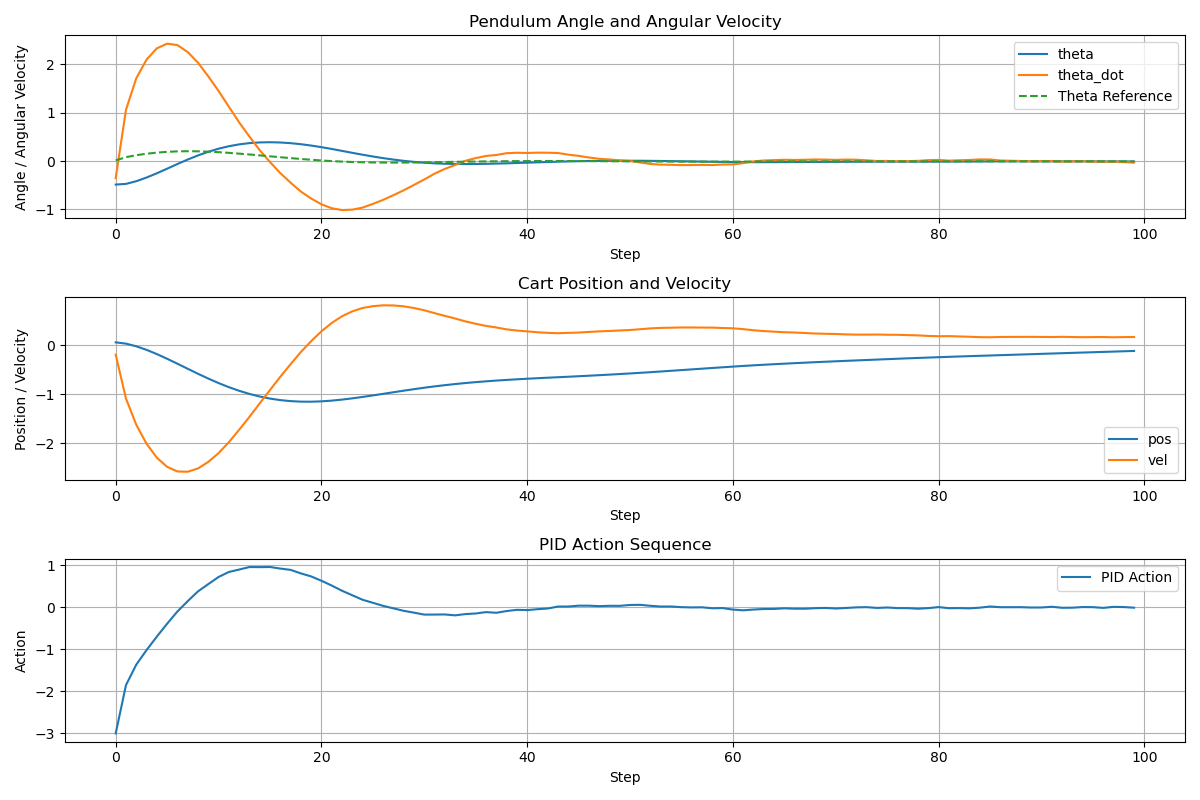 Pendulum Angle and Angular Velocity
Angle / Angular Velocity
2
1
0
−1
theta
theta_dot
Theta Reference
0
20
40
60
80
100
Step
Cart Position and Velocity
Position / Velocity
0
−1
−2
pos
vel
0
20
40
60
80
100
Step
PID Action Sequence
Action
1
0
−1
−2
−3
PID Action
0
20
40
60
80
100
Step